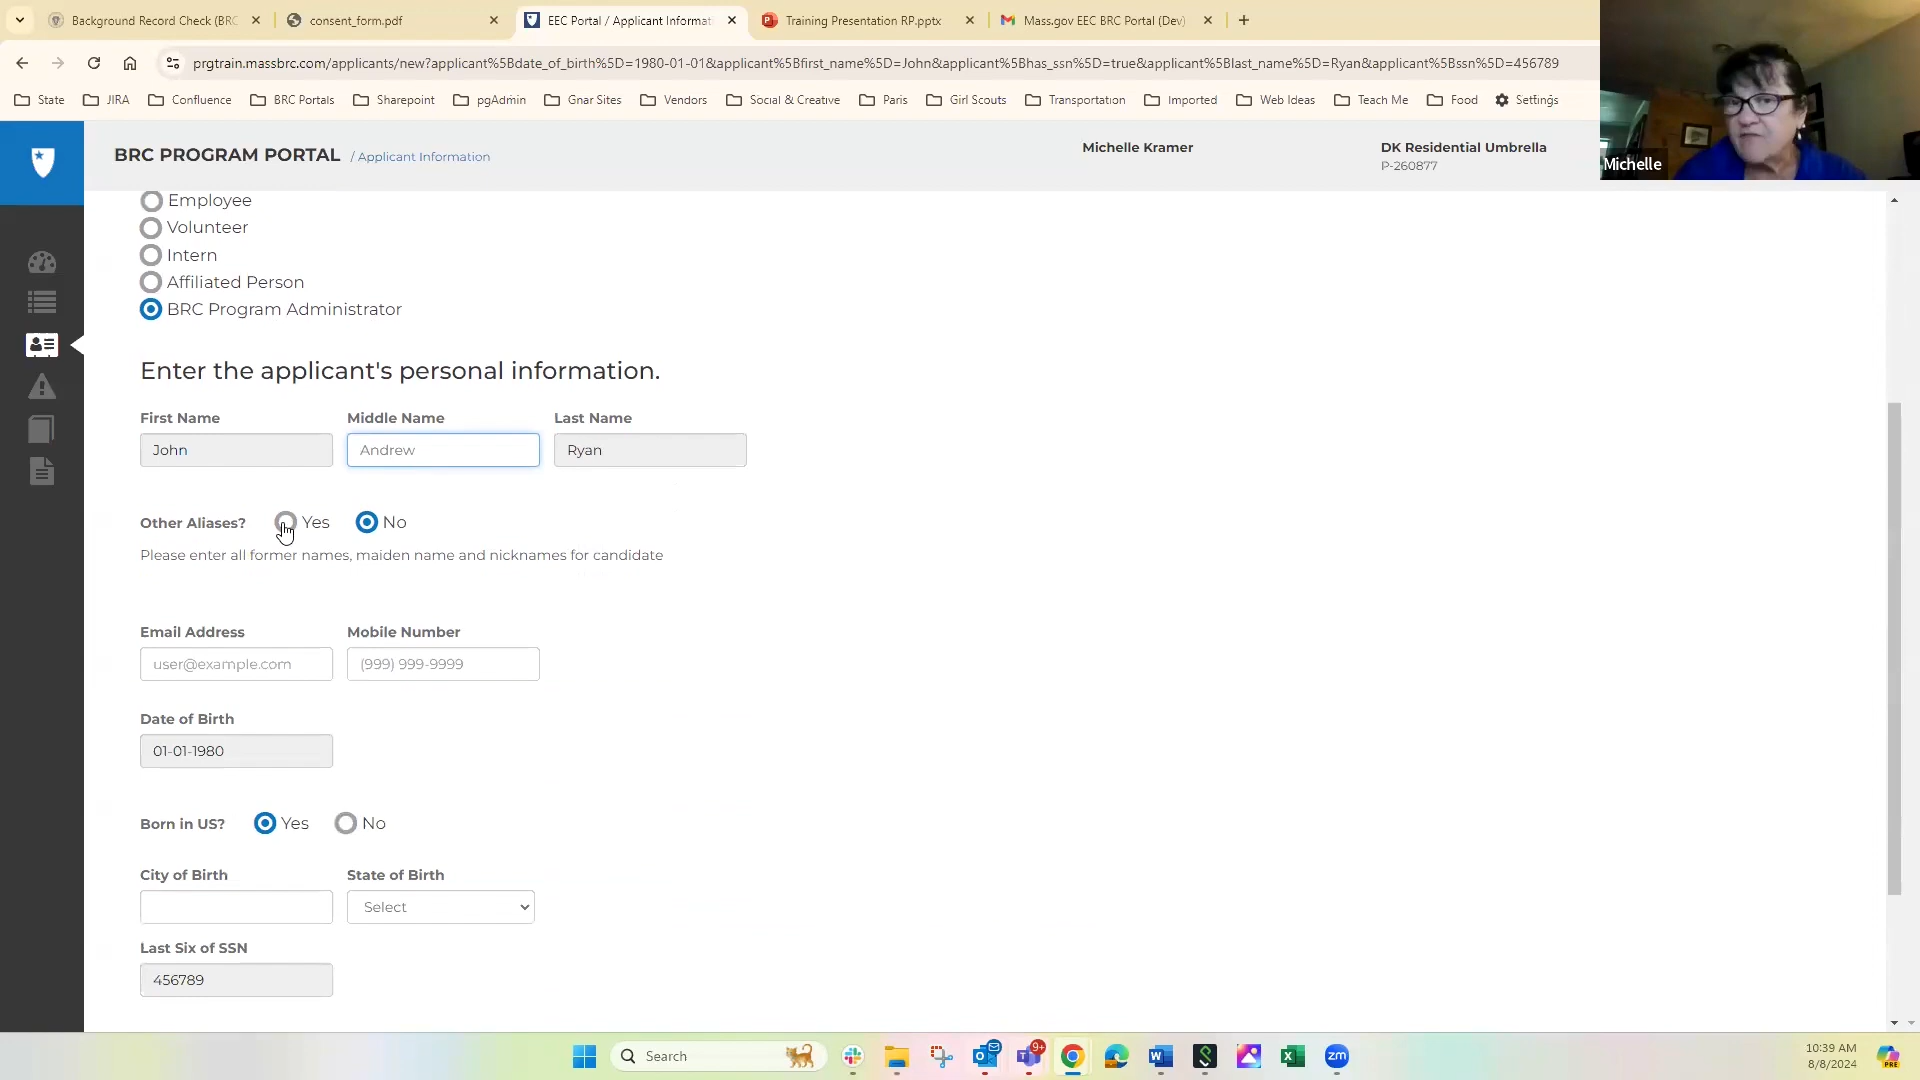 Background Record Check (BRC
consent_form.pdf
EEC Portal / Applicant Informat
Training Presentation RP.pptx
Mass.gov EEC BRC Portal (Dev)
prgtrain.massbrc.com/applicants/new?applicant%5Bdate_of_birth%5D=1980-01-01&applicant%5Bfirst_name%5D=John&applicant%5Bhas_ssn%5D=true&applicant%5Blast_name%5D=Ryan&applicant%5Bssn%5D=456789
State
JIRA
Confluence
BRC Portals
Sharepoint
pgAdmin
Gnar Sites
Vendors
Social & Creative
Paris
Girl Scouts
Transportation
Imported
Web Ideas
Teach Me
Food
Settings
Michelle
BRC PROGRAM PORTAL / Applicant Information
Michelle Kramer
DK Residential Umbrella
P-260877
Employee
Volunteer
Intern
Affiliated Person
BRC Program Administrator
Enter the applicant's personal information.
First Name Middle Name Last Name
John Andrew Ryan
Other Aliases? Yes No
Please enter all former names, maiden name and nicknames for candidate
Email Address Mobile Number
user@example.com (999) 999-9999
Date of Birth
01-01-1980
Born in US? Yes No
City of Birth State of Birth
Select
Last Six of SSN
456789
Search
9+
zm
PRE
10:39 AM
8/8/2024